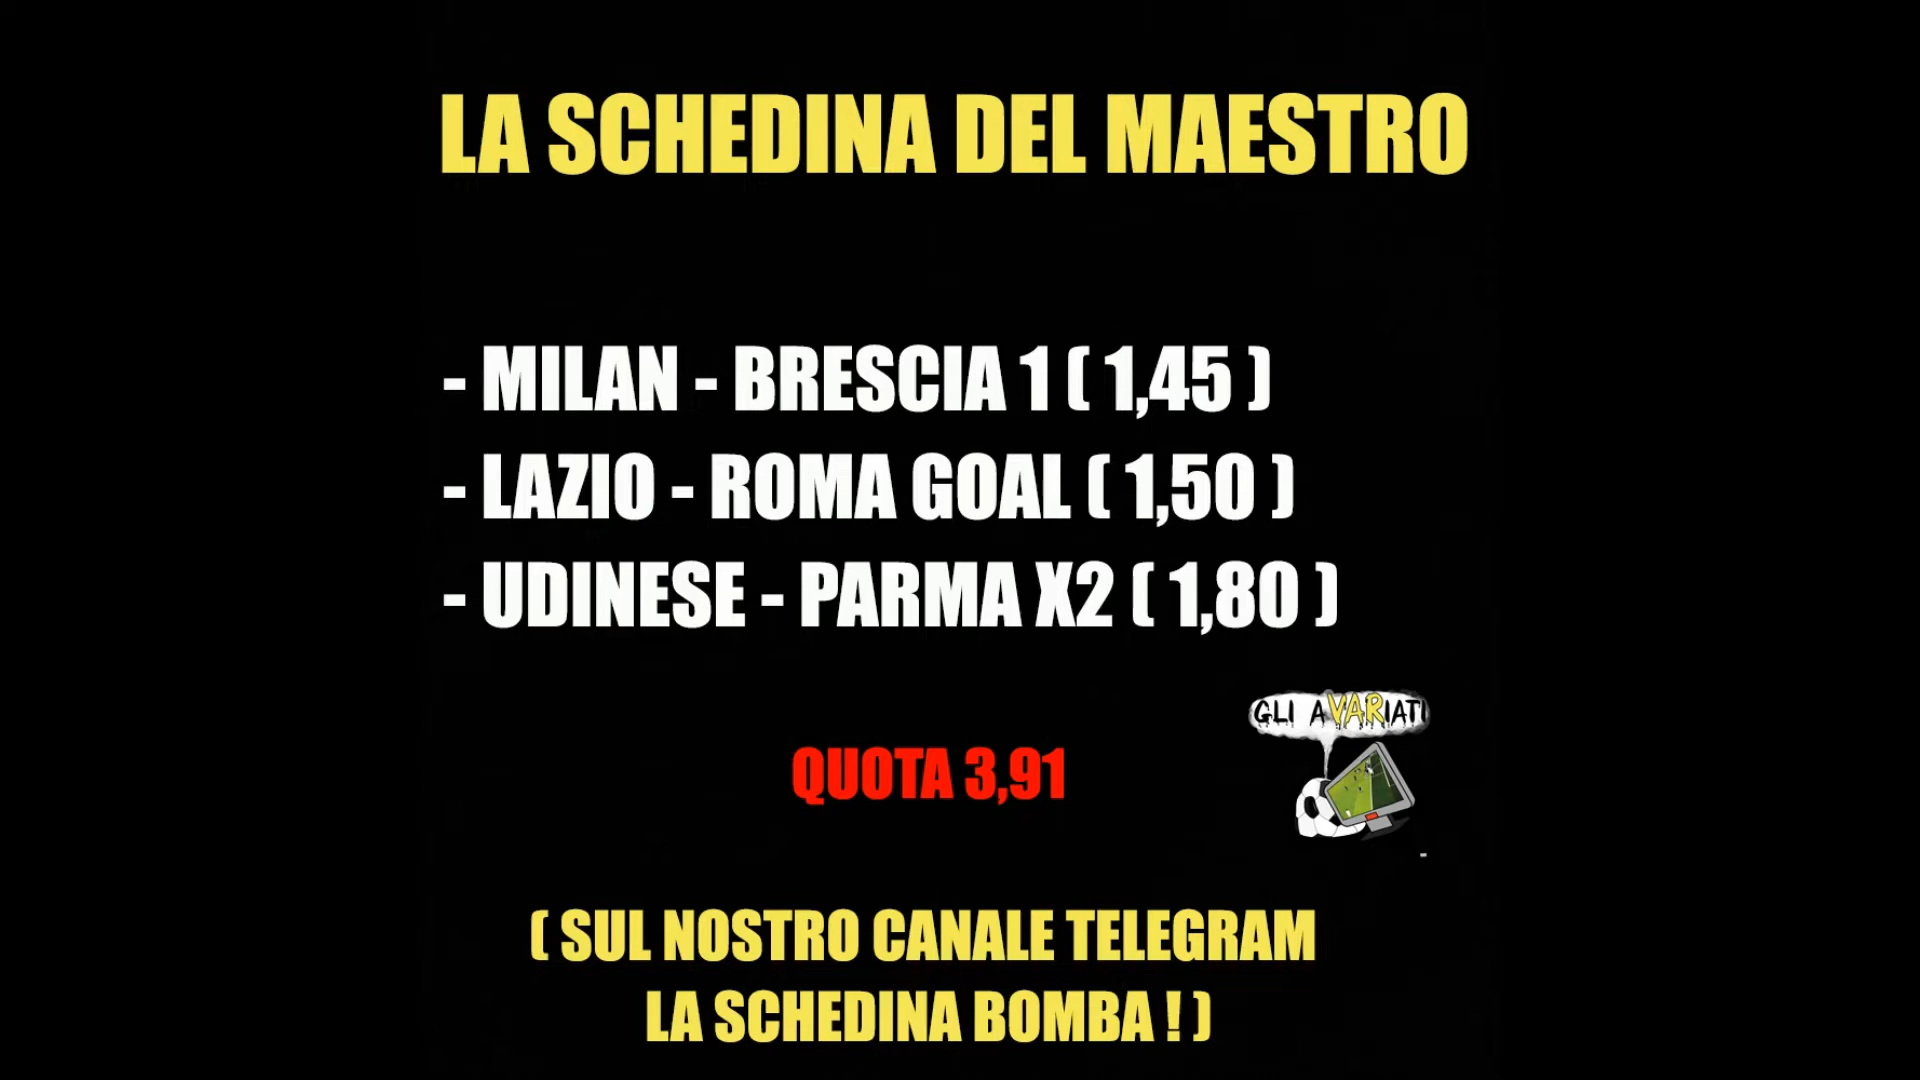 LA SCHEDINA DEL MAESTRO
- MILAN - BRESCIA 1 ( 1,45 )
- LAZIO - ROMA GOAL ( 1,50 )
- UDINESE - PARMA X2 ( 1,80 )
GLI AVARIATI
QUOTA 3,91
( SUL NOSTRO CANALE TELEGRAM
LA SCHEDINA BOMBA ! )